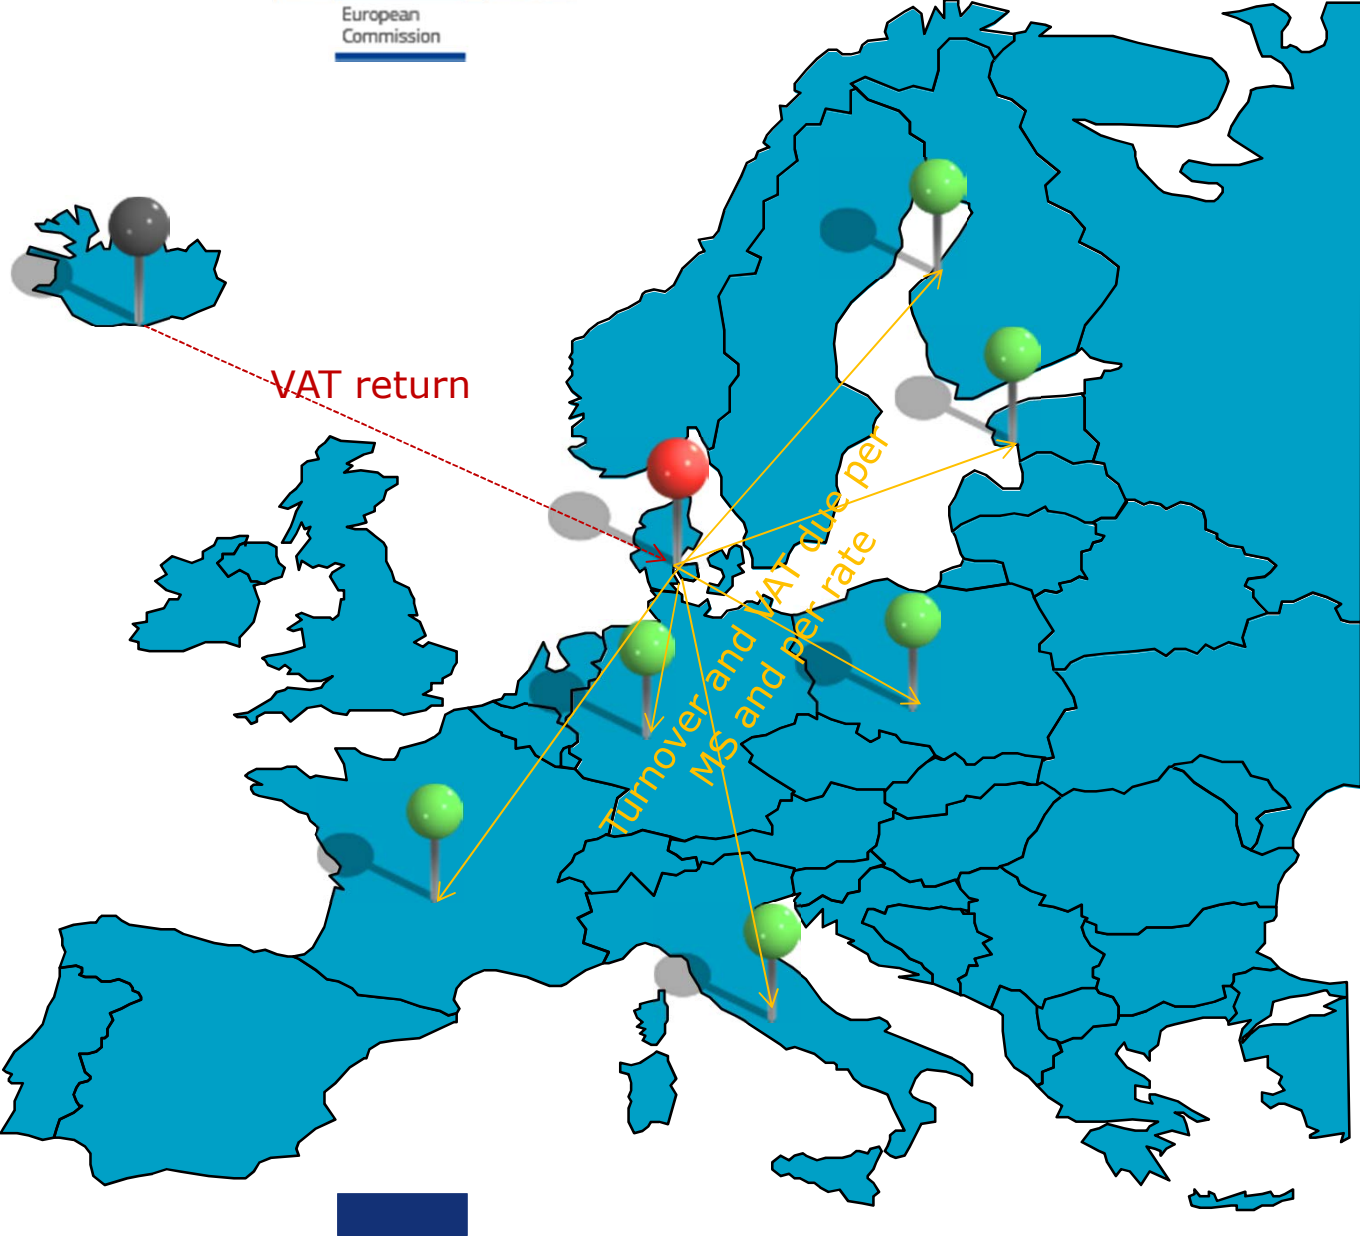 European
Commission
VAT return
Turnover and VAT due per
MS and per rate